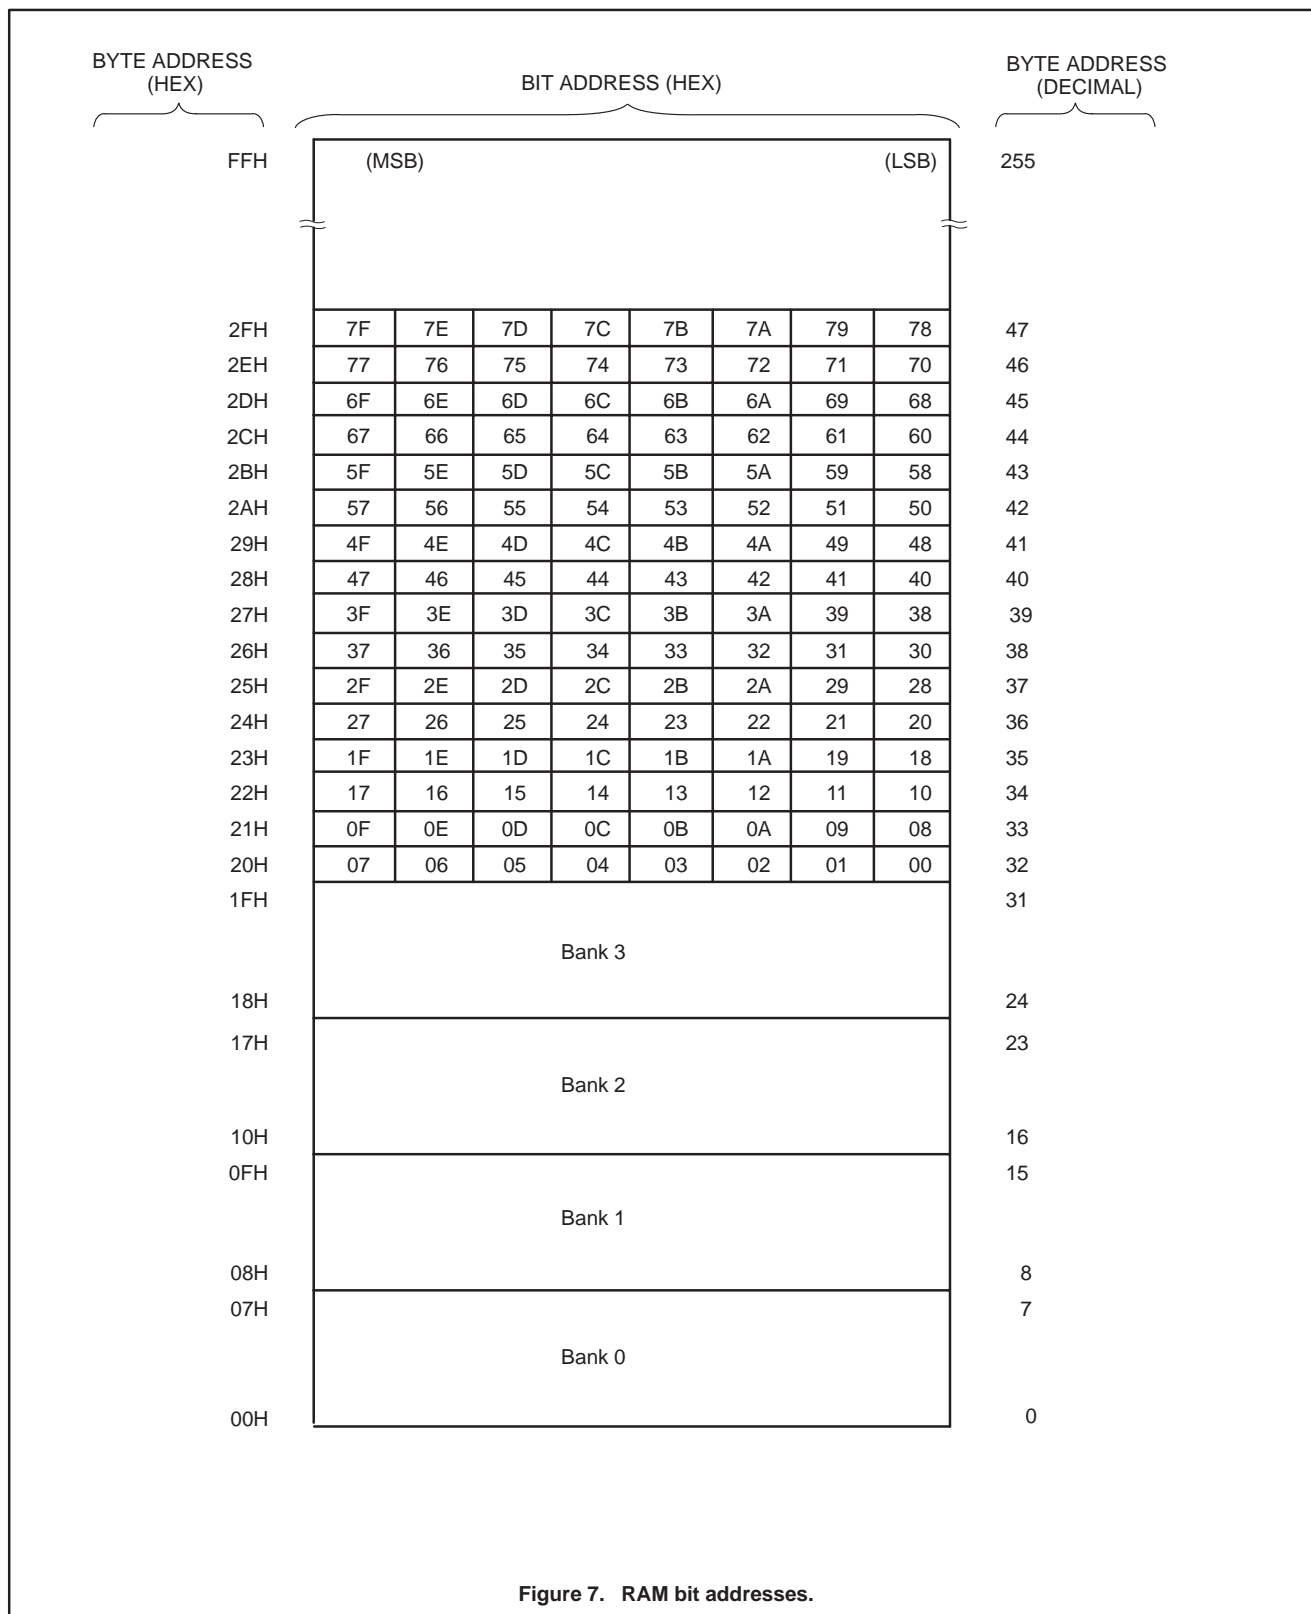 BYTE ADDRESS
(HEX)
BIT ADDRESS (HEX)
BYTE ADDRESS
(DECIMAL)
FFH (MSB) (LSB) 255
2FH 7F 7E 7D 7C 7B 7A 79 78 47
2EH 77 76 75 74 73 72 71 70 46
2DH 6F 6E 6D 6C 6B 6A 69 68 45
2CH 67 66 65 64 63 62 61 60 44
2BH 5F 5E 5D 5C 5B 5A 59 58 43
2AH 57 56 55 54 53 52 51 50 42
29H 4F 4E 4D 4C 4B 4A 49 48 41
28H 47 46 45 44 43 42 41 40 40
27H 3F 3E 3D 3C 3B 3A 39 38 39
26H 37 36 35 34 33 32 31 30 38
25H 2F 2E 2D 2C 2B 2A 29 28 37
24H 27 26 25 24 23 22 21 20 36
23H 1F 1E 1D 1C 1B 1A 19 18 35
22H 17 16 15 14 13 12 11 10 34
21H 0F 0E 0D 0C 0B 0A 09 08 33
20H 07 06 05 04 03 02 01 00 32
1FH 31
Bank 3
18H 24
17H 23
Bank 2
10H 16
0FH 15
Bank 1
08H 8
07H 7
Bank 0
00H 0
Figure 7. RAM bit addresses.